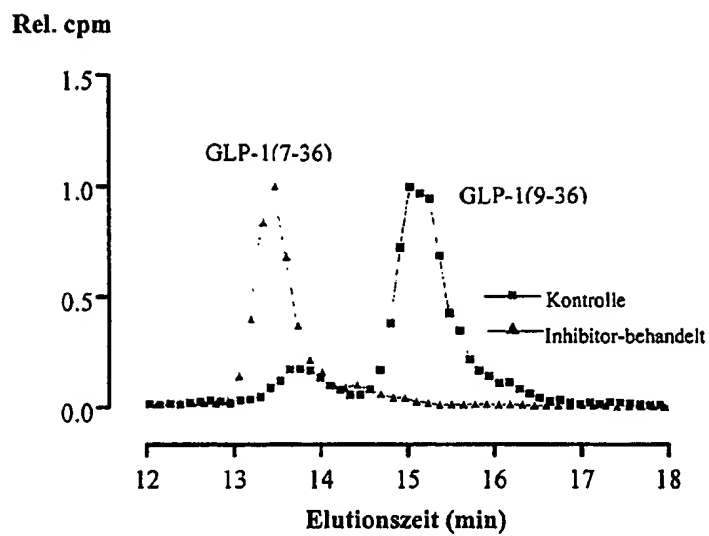 Rel. cpm
1.5
GLP-1(7-36)
1.0
GLP-1(9-36)
0.5
Kontrolle
Inhibitor-behandelt
0.0
12 13 14 15 16 17 18
Elutionszeit (min)